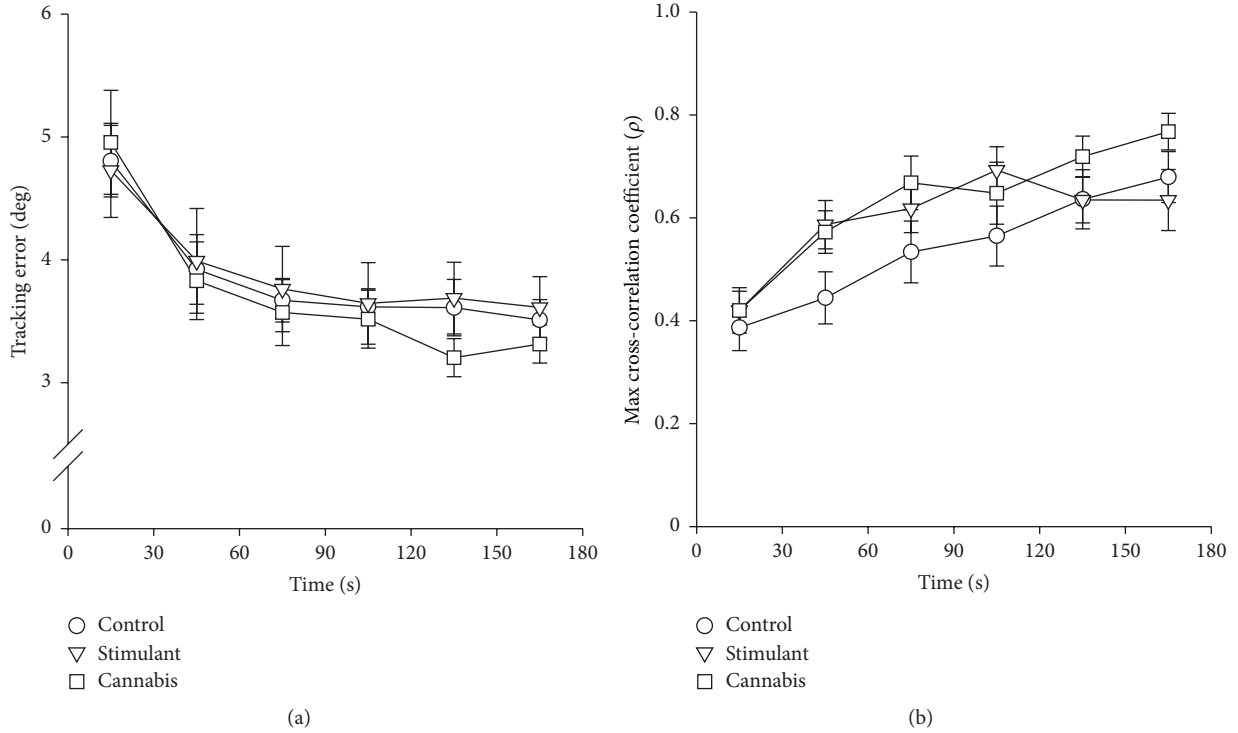 6
5
4
3
0
Tracking error (deg)
0 30 60 90 120 150 180
Time (s)
Control
Stimulant
Cannabis
(a)
1.0
0.8
0.6
0.4
0.2
0
Max cross-correlation coefficient (ρ)
0 30 60 90 120 150 180
Time (s)
Control
Stimulant
Cannabis
(b)